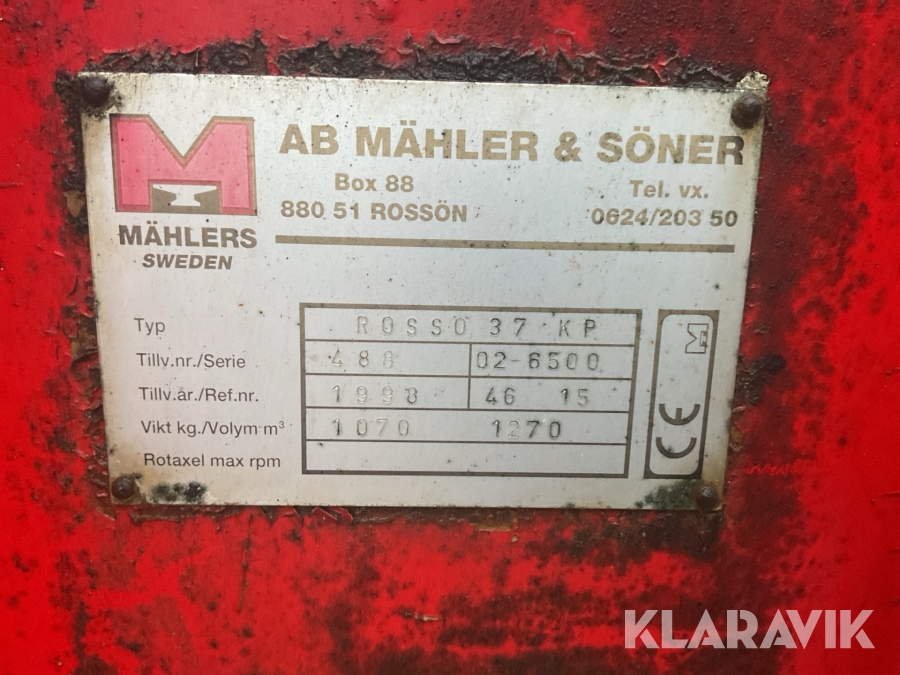 AB MÄHLER & SÖNER
Box 88 Tel. vx.
880 51 ROSSÖN 0624/203 50
MÄHLERS
SWEDEN
Typ ROSSO 37 KP
Tillv.nr./Serie 488 02-6500
Tillv.år./Ref.nr. 1998 46 15
Vikt kg./Volym m³ 1070 1270
Rotaxel max rpm
CE
KLARAVIK